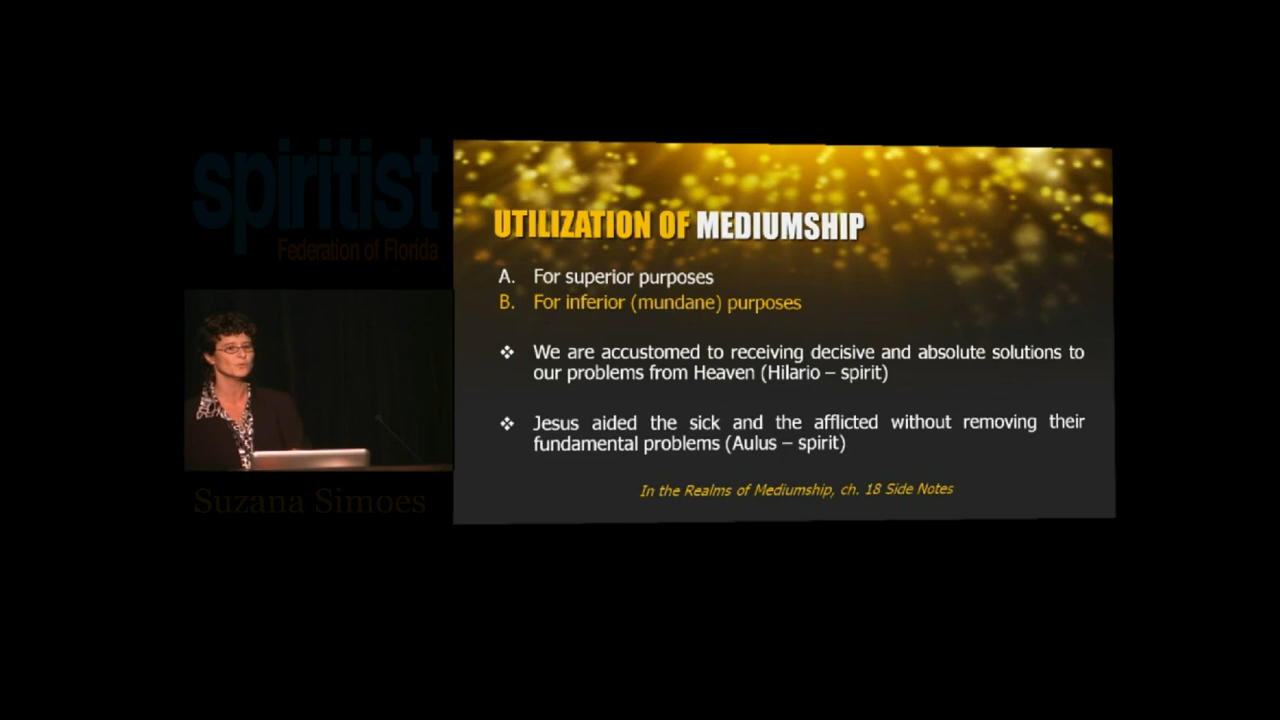 spiritist
Federation of Florida
Suzana Simoes
UTILIZATION OF MEDIUMSHIP
A. For superior purposes
B. For inferior (mundane) purposes
❖ We are accustomed to receiving decisive and absolute solutions to
our problems from Heaven (Hilario – spirit)
❖ Jesus aided the sick and the afflicted without removing their
fundamental problems (Aulus – spirit)
In the Realms of Mediumship, ch. 18 Side Notes